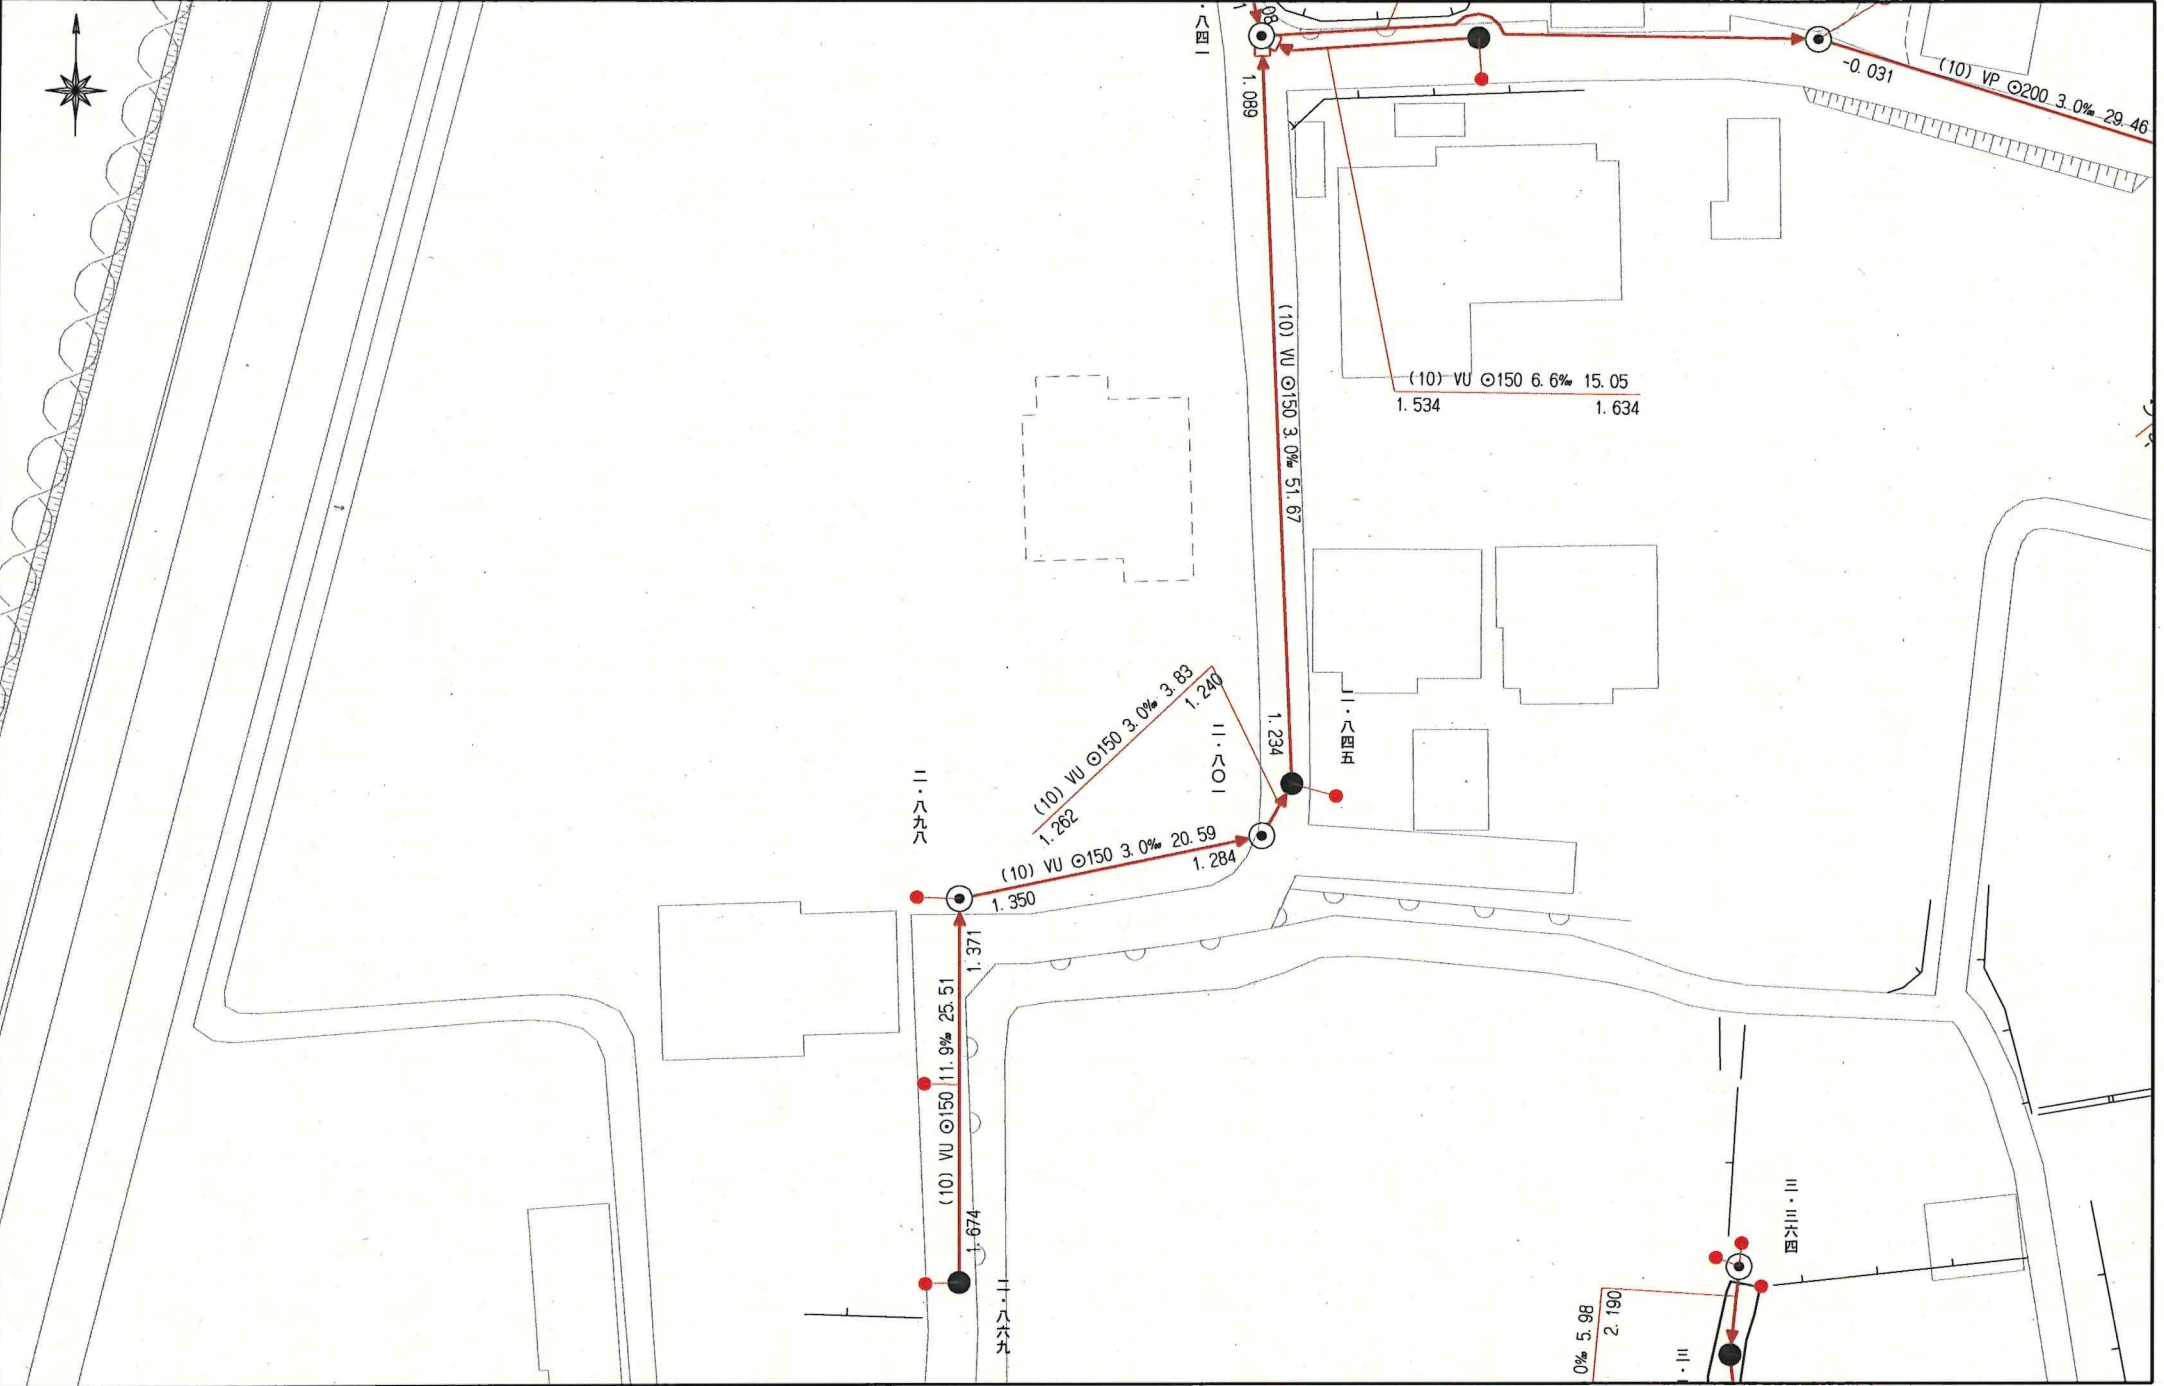 ・八四一
1.089
-0.031
(10) VP ⊙200 3.0‰ 29.46
(10) VU ⊙150 3.0‰ 51.67
(10) VU ⊙150 6.6‰ 15.05
1.534
1.634
(10) VU ⊙150 3.0‰ 3.83
1.240
1.262
1.234
二・八四五
二・八〇一
二・八九八
(10) VU ⊙150 3.0‰ 20.59
1.284
1.350
1.371
(10) VU ⊙150 11.9‰ 25.51
1.674
二・八六九
三・三六四
0‰ 5.98
2.190